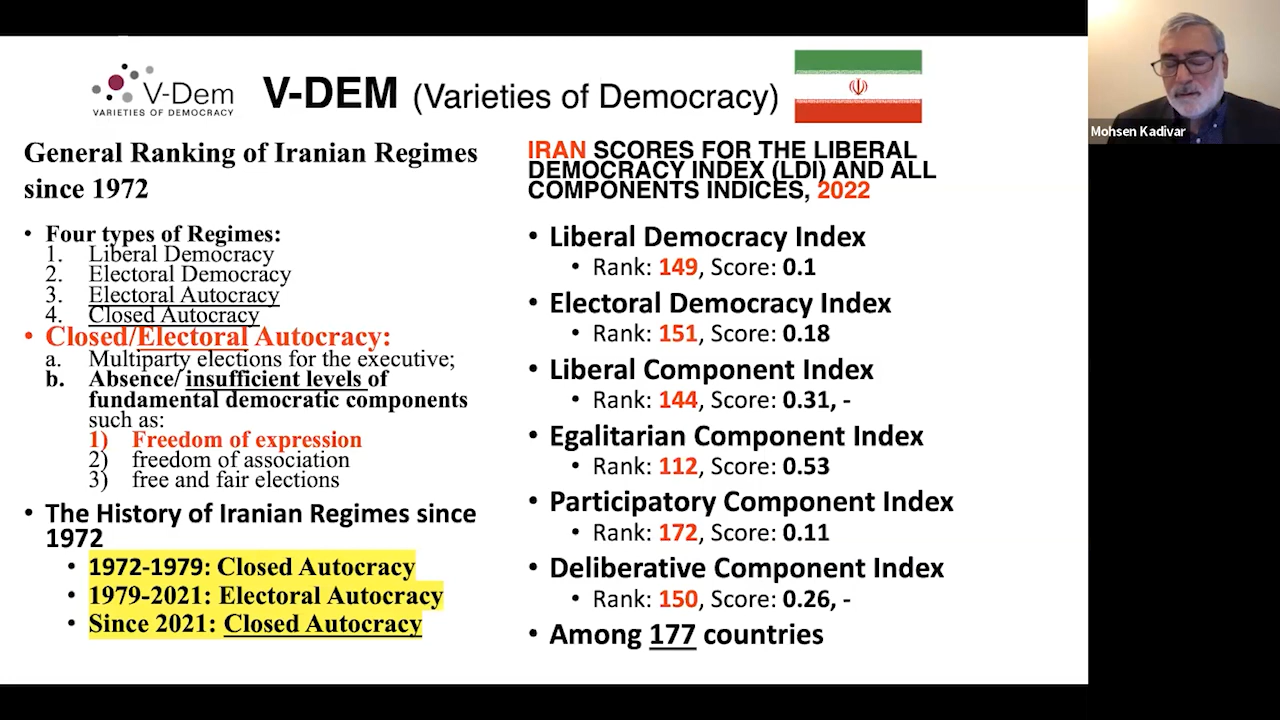 V-Dem
VARIETIES OF DEMOCRACY
V-DEM (Varieties of Democracy)
Mohsen Kadivar
General Ranking of Iranian Regimes
since 1972
• Four types of Regimes:
1. Liberal Democracy
2. Electoral Democracy
3. Electoral Autocracy
4. Closed Autocracy
• Closed/Electoral Autocracy:
a. Multiparty elections for the executive;
b. Absence/ insufficient levels of
fundamental democratic components
such as:
1) Freedom of expression
2) freedom of association
3) free and fair elections
• The History of Iranian Regimes since
1972
• 1972-1979: Closed Autocracy
• 1979-2021: Electoral Autocracy
• Since 2021: Closed Autocracy
IRAN SCORES FOR THE LIBERAL
DEMOCRACY INDEX (LDI) AND ALL
COMPONENTS INDICES, 2022
• Liberal Democracy Index
• Rank: 149, Score: 0.1
• Electoral Democracy Index
• Rank: 151, Score: 0.18
• Liberal Component Index
• Rank: 144, Score: 0.31, -
• Egalitarian Component Index
• Rank: 112, Score: 0.53
• Participatory Component Index
• Rank: 172, Score: 0.11
• Deliberative Component Index
• Rank: 150, Score: 0.26, -
• Among 177 countries